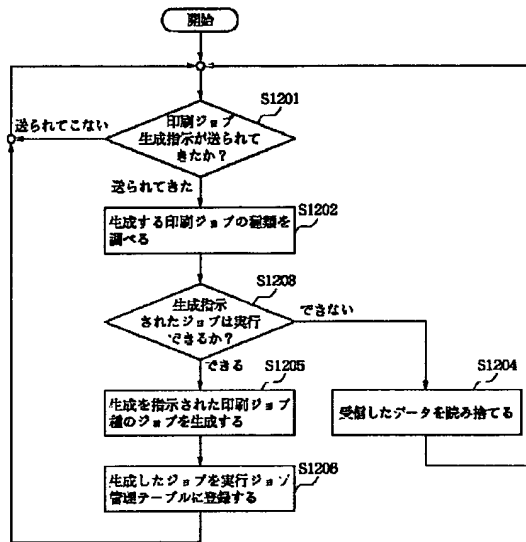 開始
S1201
印刷ジョブ
生成指示が送られて
きたか？
送られてこない
送られてきた
S1202
生成する印刷ジョブの種類を
調べる
S1203
生成指示
されたジョブは実行
できるか？
できない
できる
S1205
生成を指示された印刷ジョブ
種のジョブを生成する
S1204
受信したデータを読み捨てる
S1206
生成したジョブを実行ジョブ
管理テーブルに登録する